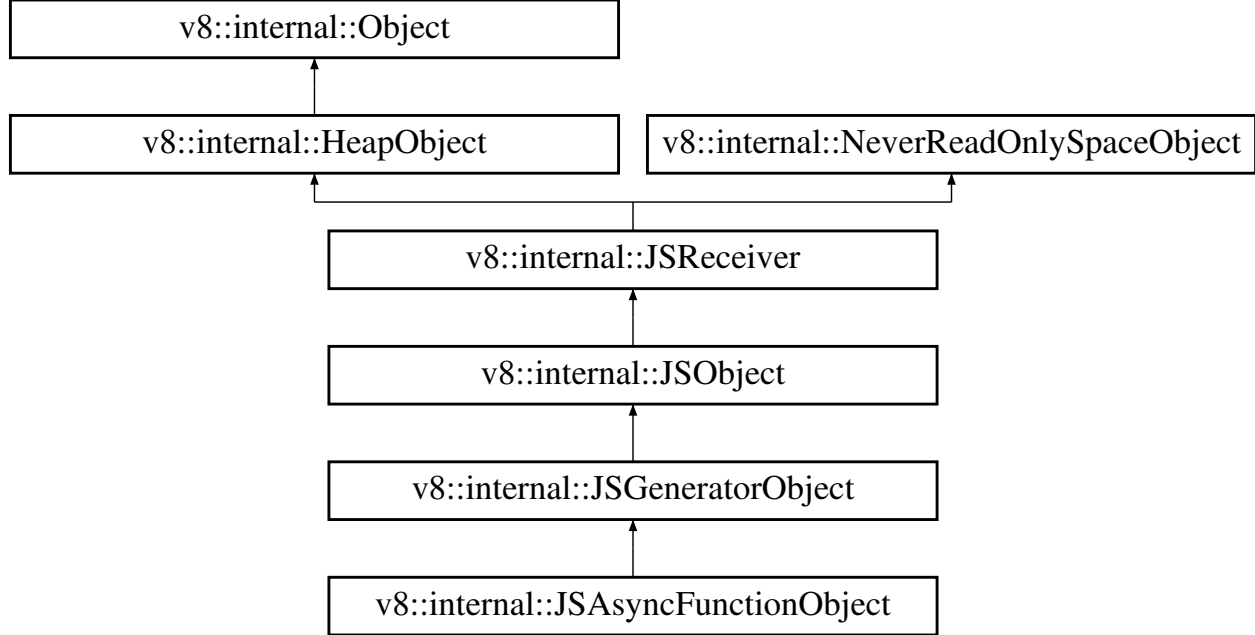 v8::internal::Object
v8::internal::HeapObject
v8::internal::NeverReadOnlySpaceObject
v8::internal::JSReceiver
v8::internal::JSObject
v8::internal::JSGeneratorObject
v8::internal::JSAsyncFunctionObject